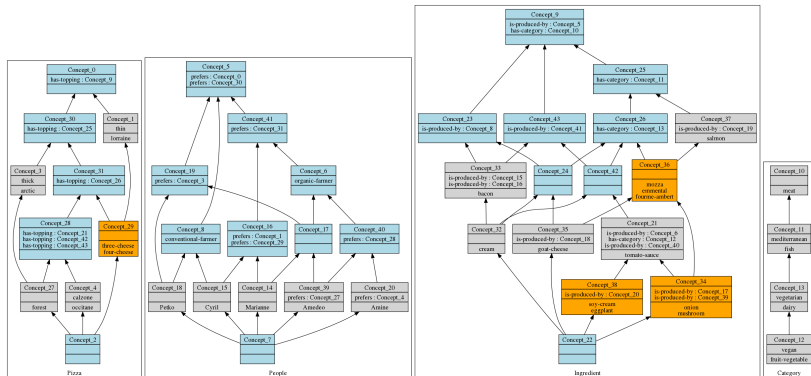 Concept_0
has-topping : Concept_9
Concept_30
has-topping : Concept_25
Concept_1
thin
lorraine
Concept_3
thick
arctic
Concept_31
has-topping : Concept_26
Concept_28
has-topping : Concept_21
has-topping : Concept_42
has-topping : Concept_43
Concept_29
three-cheese
four-cheese
Concept_27
forest
Concept_4
calzone
occitane
Concept_2
Pizza
Concept_5
prefers : Concept_0
prefers : Concept_30
Concept_41
prefers : Concept_31
Concept_19
prefers : Concept_3
Concept_6
organic-farmer
Concept_8
conventional-farmer
Concept_16
prefers : Concept_1
prefers : Concept_29
Concept_17
Concept_40
prefers : Concept_28
Concept_18
Petko
Concept_15
Cyril
Concept_14
Marianne
Concept_39
prefers : Concept_27
Amedeo
Concept_20
prefers : Concept_4
Amine
Concept_7
People
Concept_9
is-produced-by : Concept_5
has-category : Concept_10
Concept_25
has-category : Concept_11
Concept_23
is-produced-by : Concept_8
Concept_43
is-produced-by : Concept_41
Concept_26
has-category : Concept_13
Concept_37
is-produced-by : Concept_19
salmon
Concept_33
is-produced-by : Concept_15
is-produced-by : Concept_16
bacon
Concept_24
Concept_42
Concept_36
mozza
emmental
fourme-ambert
Concept_32
cream
Concept_35
is-produced-by : Concept_18
goat-cheese
Concept_21
is-produced-by : Concept_6
has-category : Concept_12
is-produced-by : Concept_40
tomato-sauce
Concept_38
is-produced-by : Concept_20
soy-cream
eggplant
Concept_34
is-produced-by : Concept_17
is-produced-by : Concept_39
onion
mushroom
Concept_22
Ingredient
Concept_10
meat
Concept_11
mediterranean
fish
Concept_13
vegetarian
dairy
Concept_12
vegan
fruit-vegetable
Category